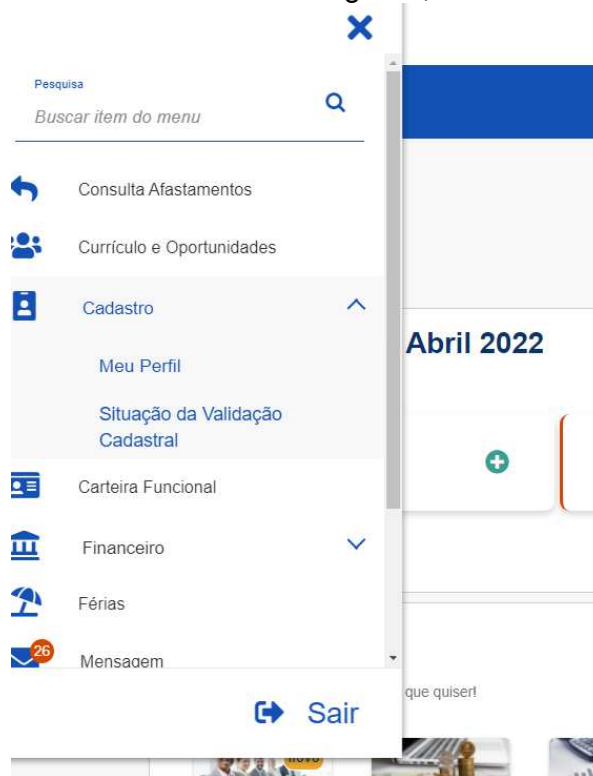 Pesquisa
Buscar item do menu
Consulta Afastamentos
Currículo e Oportunidades
Cadastro
Meu Perfil
Situação da Validação
Cadastral
Carteira Funcional
Financeiro
Férias
26
Mensagem
Sair
Abril 2022
que quiser!
novo